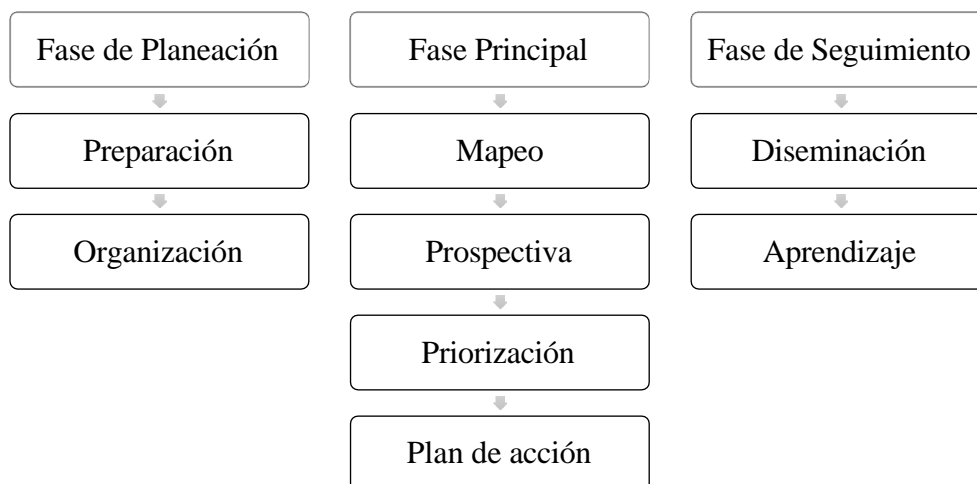 Fase de Planeación
Preparación
Organización
Fase Principal
Mapeo
Prospectiva
Priorización
Plan de acción
Fase de Seguimiento
Diseminación
Aprendizaje